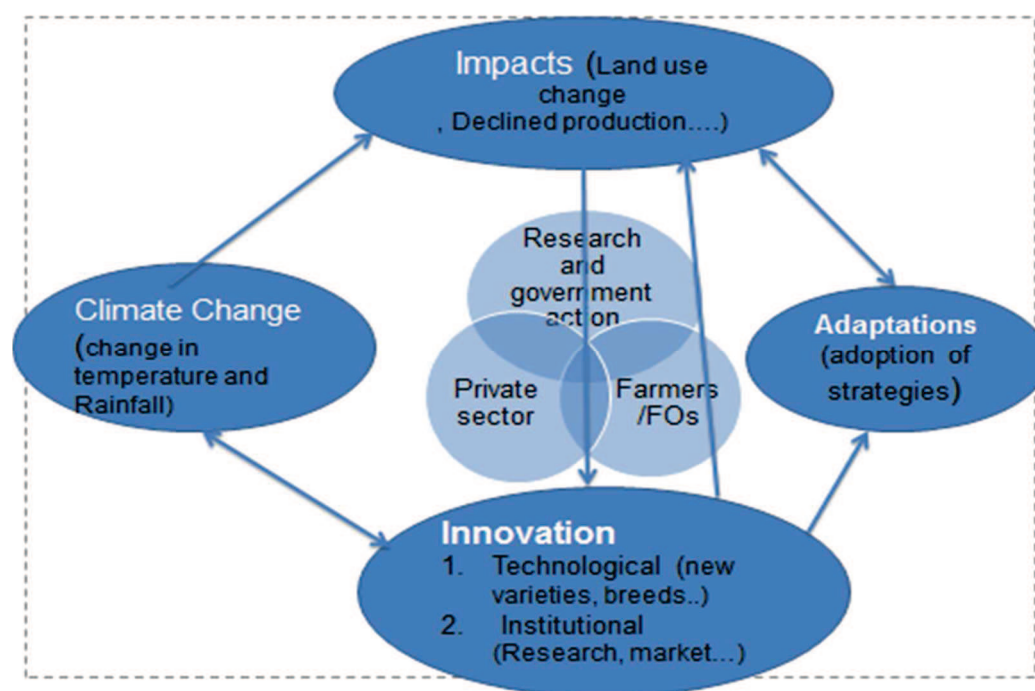 Impacts (Land use
change
, Declined production....)
Research
and
government
action
Climate Change
(change in
temperature and
Rainfall)
Private
sector
Farmers
/FOs
Adaptations
(adoption of
strategies)
Innovation
1. Technological (new
varieties, breeds..)
2. Institutional
(Research, market...)